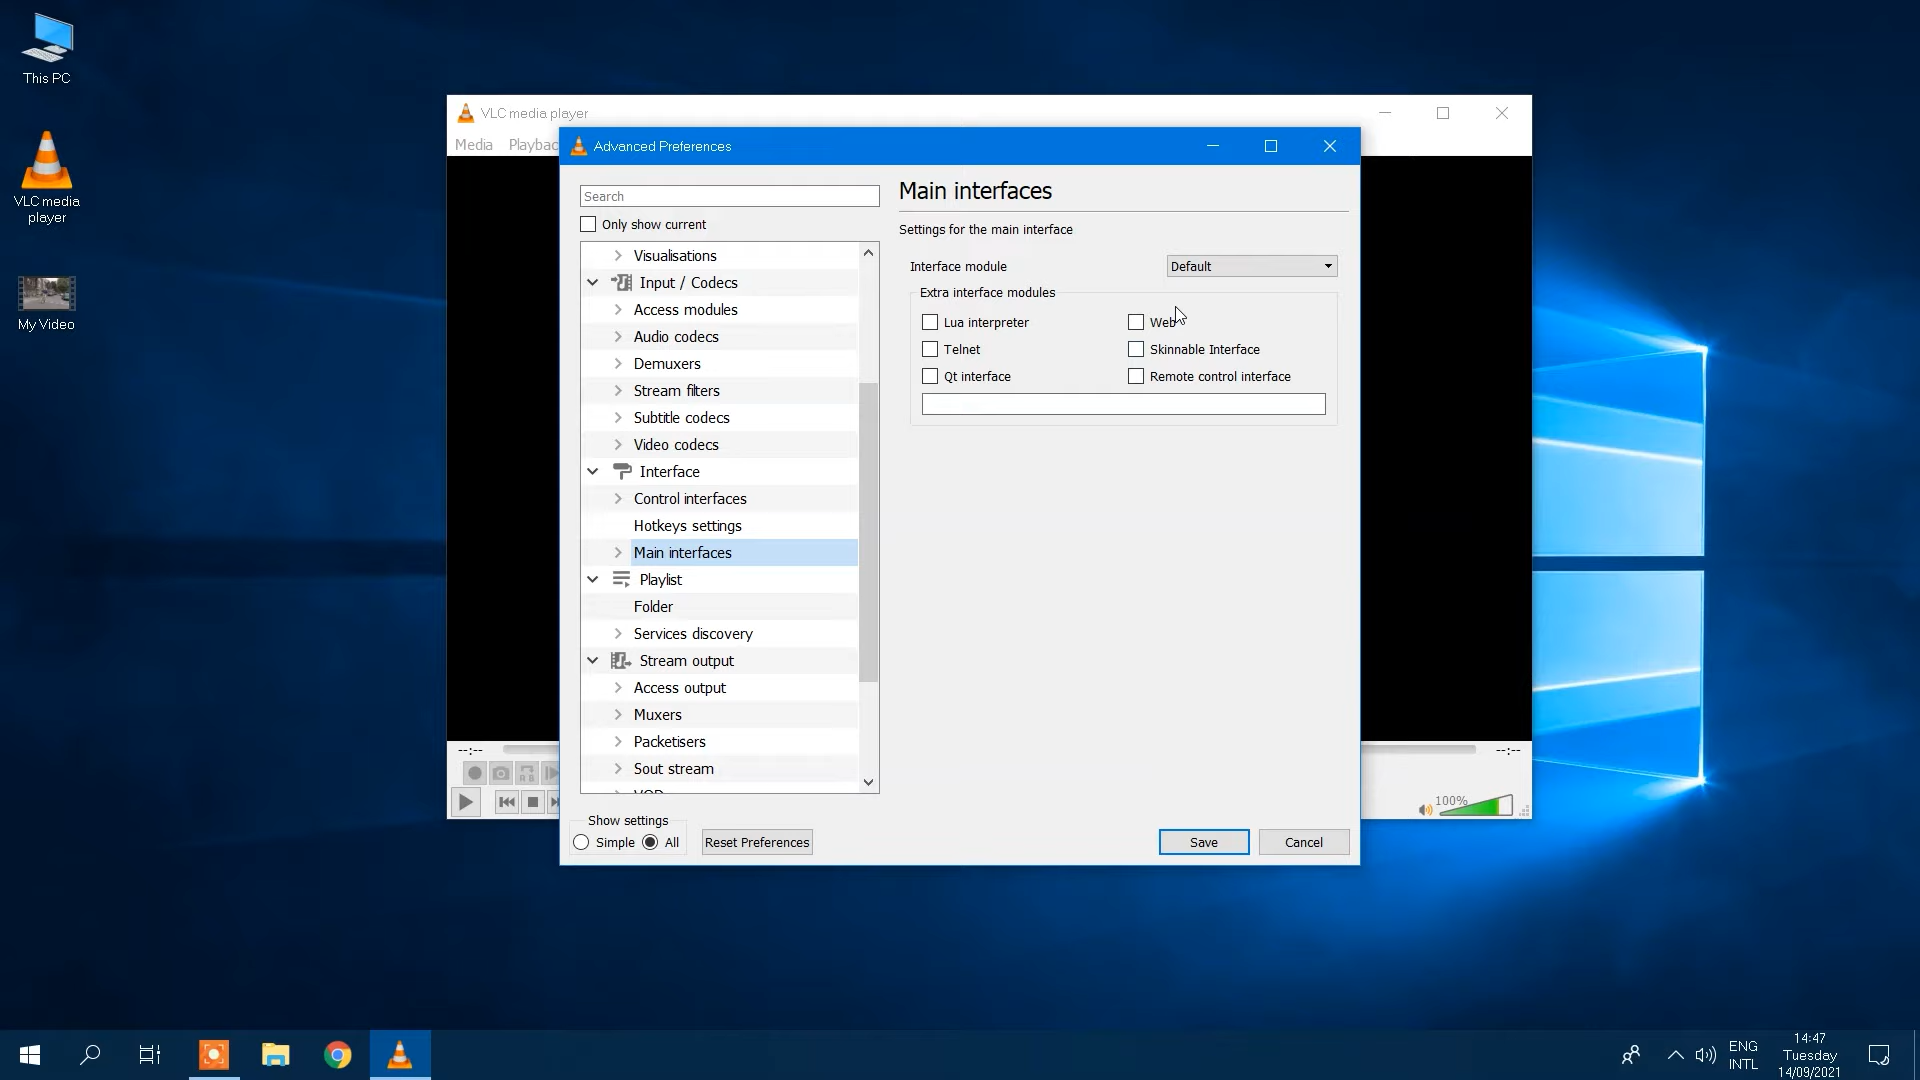 This PC
VLC media
player
My Video
VLC media player
Media Playbac
Advanced Preferences
Search
Only show current
Visualisations
Input / Codecs
Access modules
Audio codecs
Demuxers
Stream filters
Subtitle codecs
Video codecs
Interface
Control interfaces
Hotkeys settings
Main interfaces
Playlist
Folder
Services discovery
Stream output
Access output
Muxers
Packetisers
Sout stream
VOD
Show settings
Simple All
Reset Preferences
Main interfaces
Settings for the main interface
Interface module Default
Extra interface modules
Lua interpreter Web
Telnet Skinnable Interface
Qt interface Remote control interface
Save Cancel
--:-- --:--
100%
ENG
INTL
14:47
Tuesday
14/09/2021